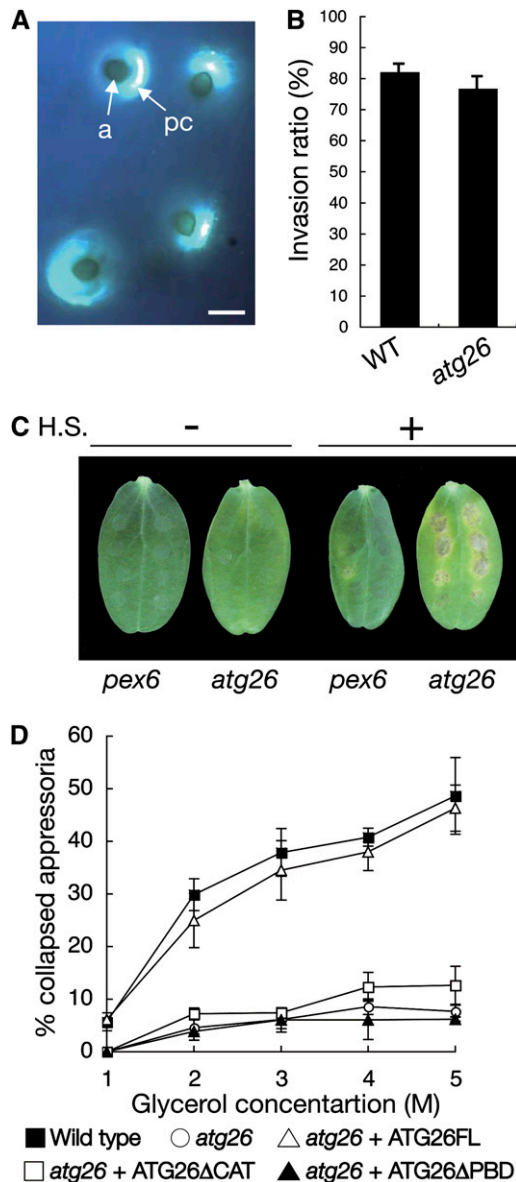 A
a
pc
B
Invasion ratio (%)
100
90
80
70
60
50
40
30
20
10
0
WT
atg26
C H.S. - +
pex6 atg26 pex6 atg26
D
% collapsed appressoria
60
50
40
30
20
10
0
1 2 3 4 5
Glycerol concentartion (M)
Wild type atg26 atg26 + ATG26FL
atg26 + ATG26ΔCAT atg26 + ATG26ΔPBD